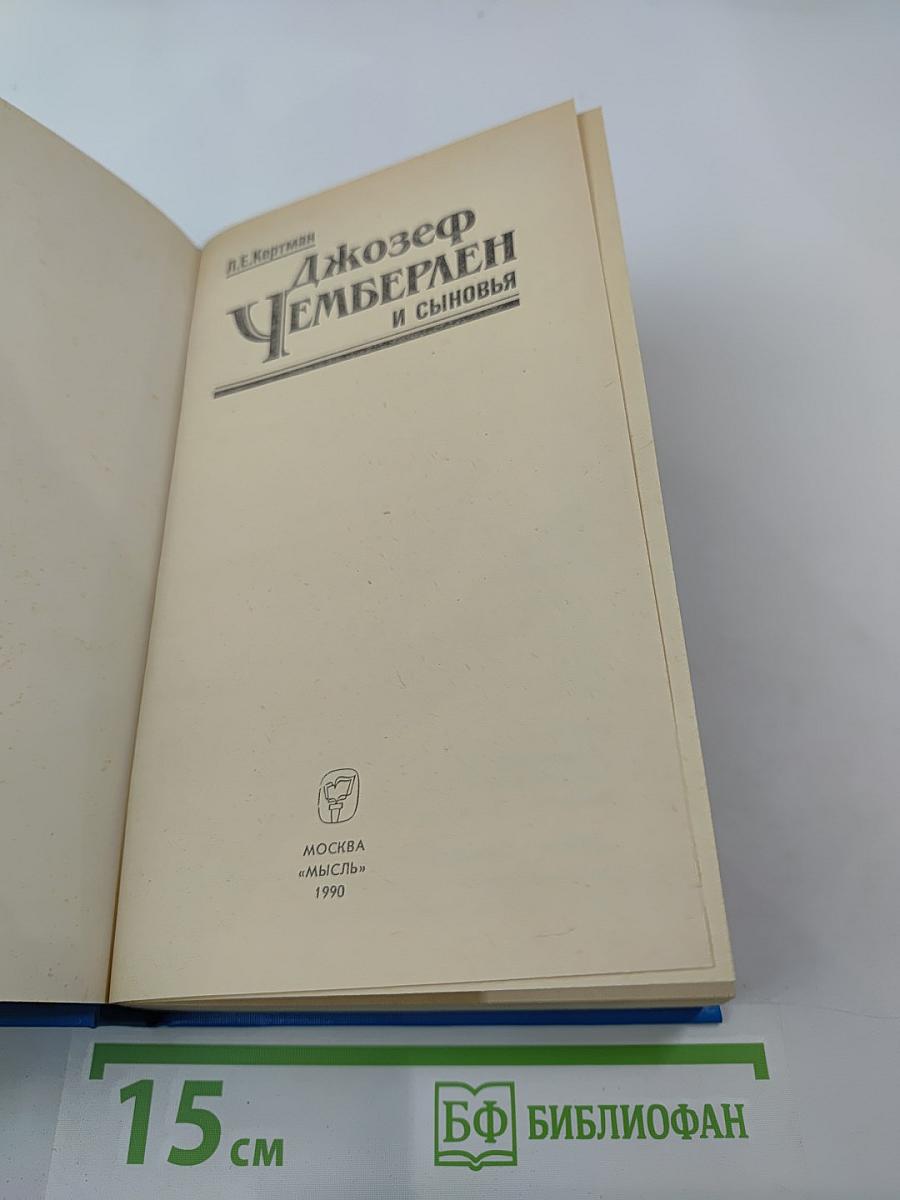 Л.Е.Кертман
Джозеф
ЧЕМБЕРЛЕН
И СЫНОВЬЯ
МОСКВА
«МЫСЛЬ»
1990
15 см
БФ БИБЛИОФАН